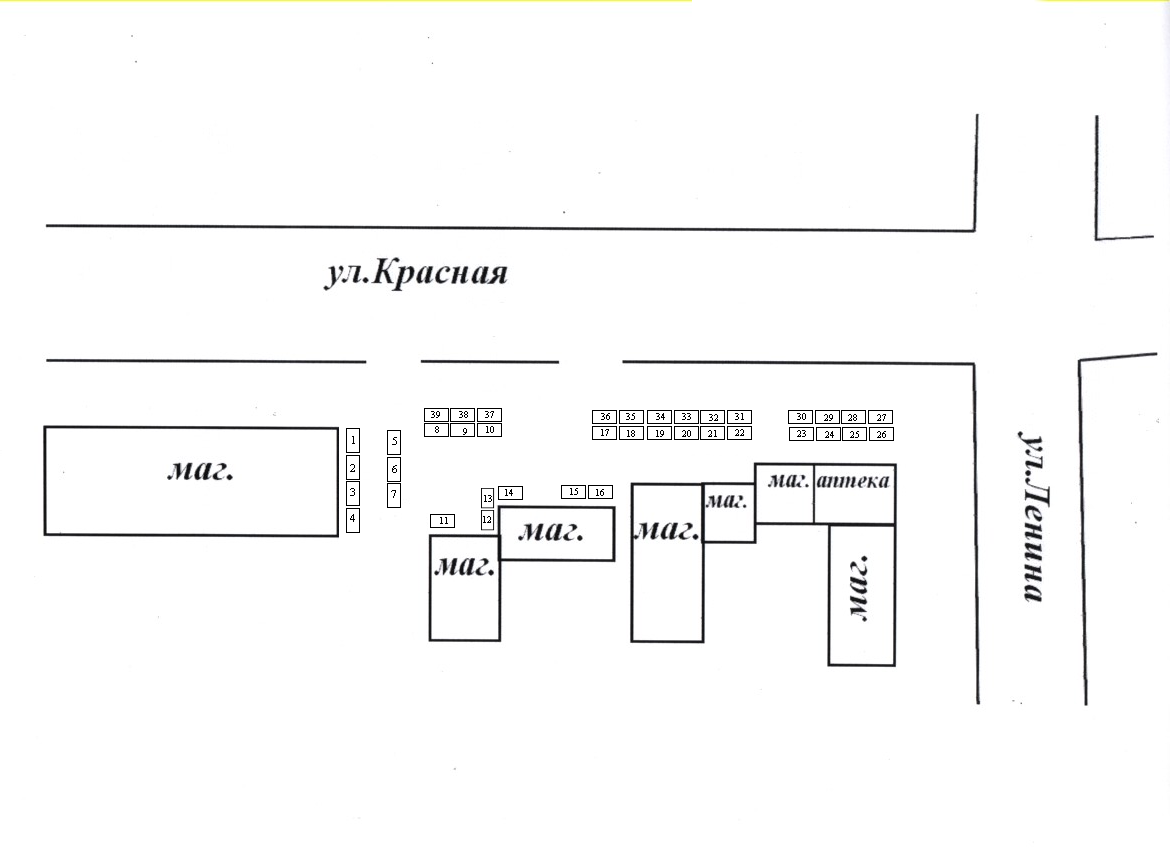 ул.Красная
39 38 37
36 35 34 33 32 31
30 29 28 27
8 9 10
17 18 19 20 21 22
23 24 25 26
маг.
1
2
3
4
5
6
7
11
13
12
14
15 16
маг.
маг.
маг.
маг.
маг.
аптека
маг.
ул.Ленина